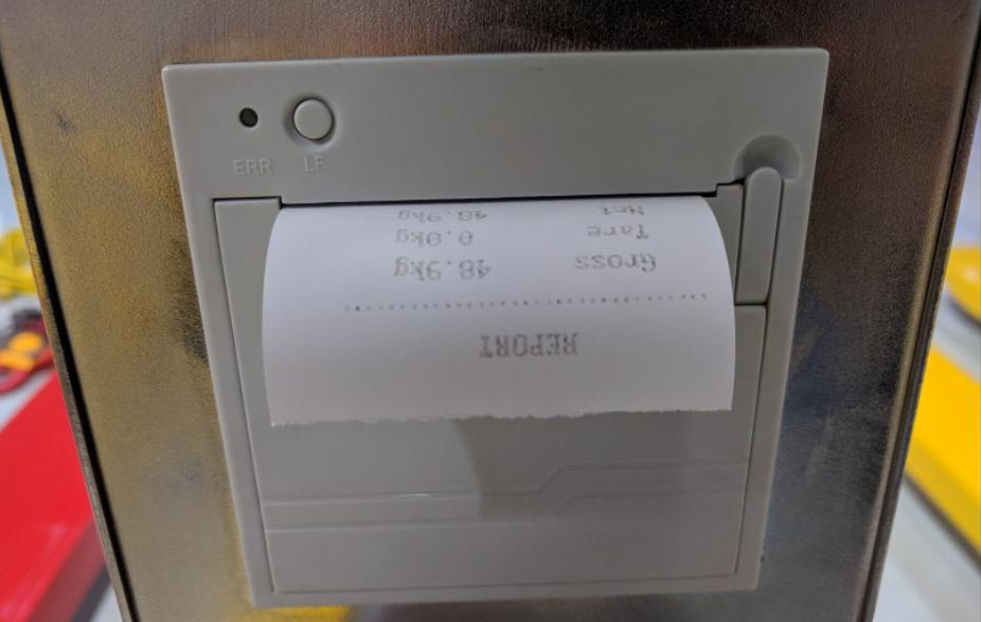 ERR LF
REPORT
Gross 48.9kg
Tare 0.0kg
Net 48.9kg